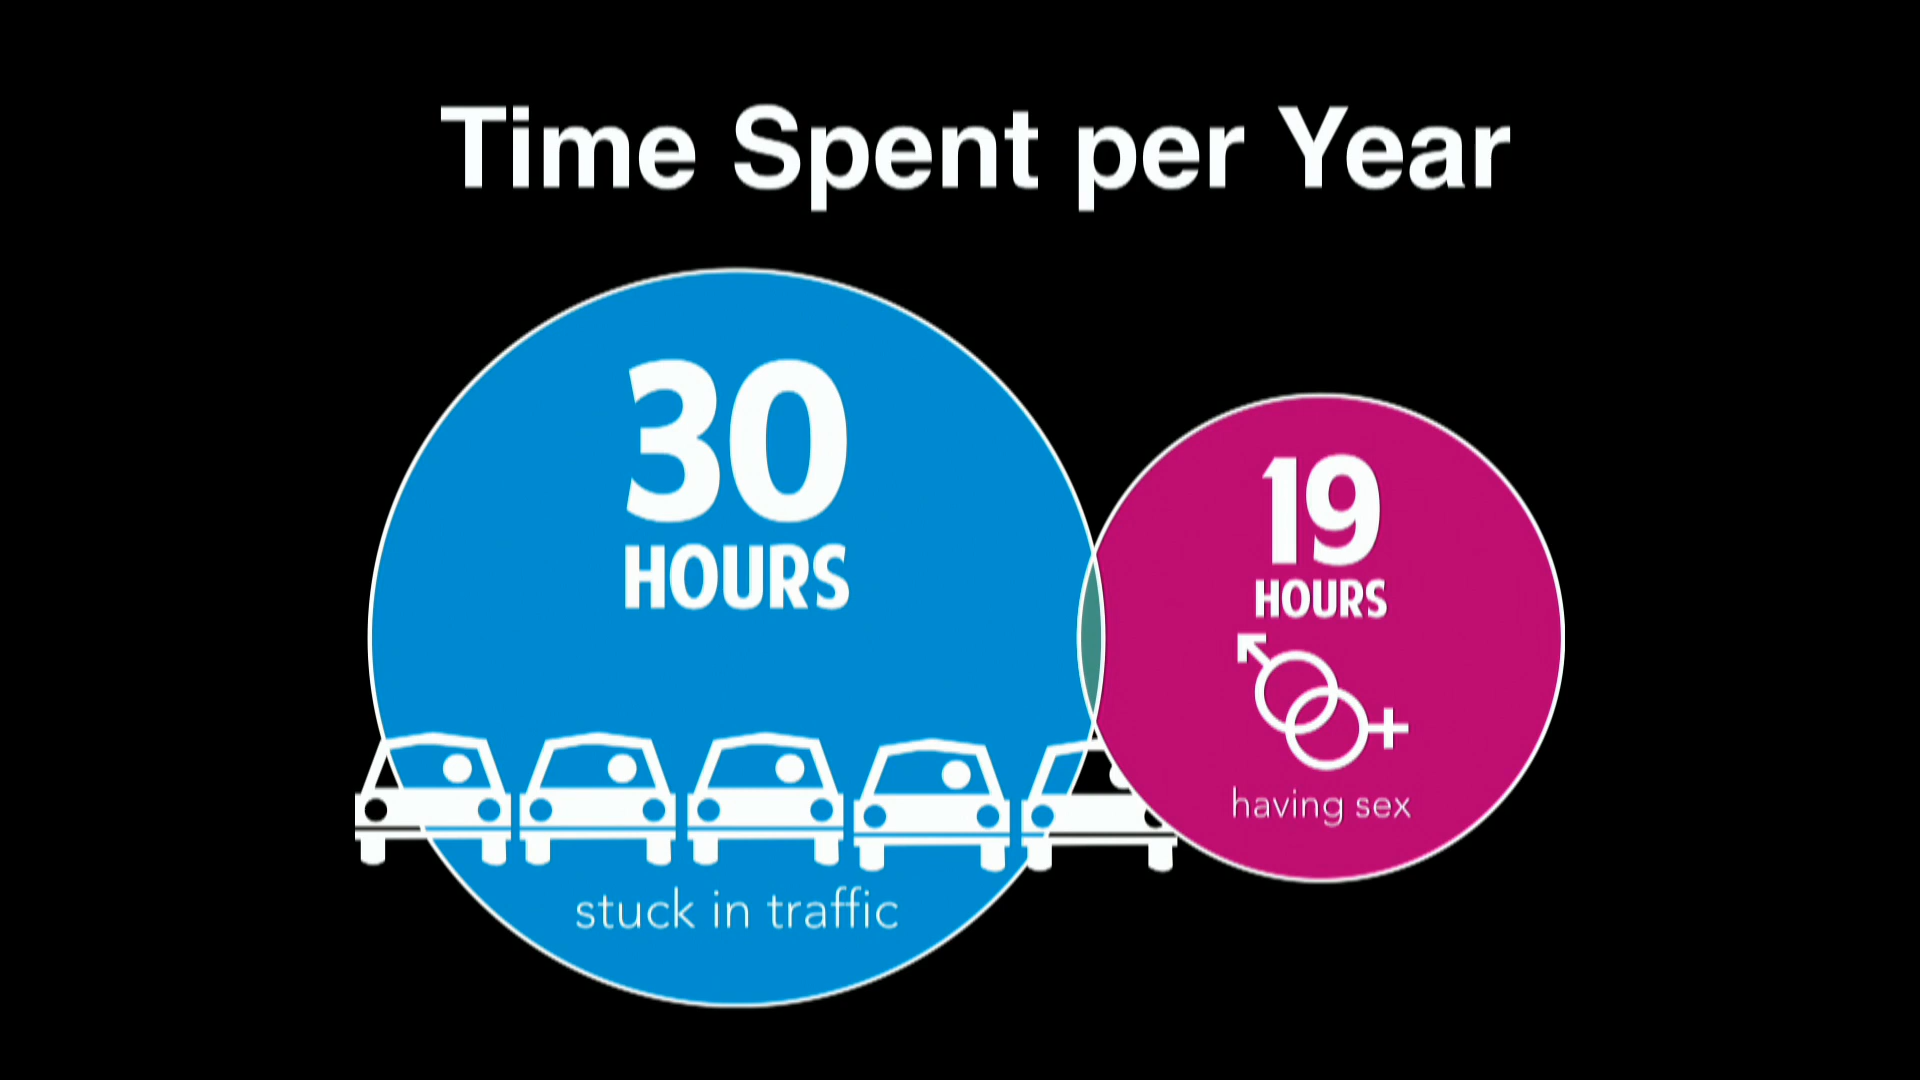 Time Spent per Year
30
HOURS
stuck in traffic
19
HOURS
having sex